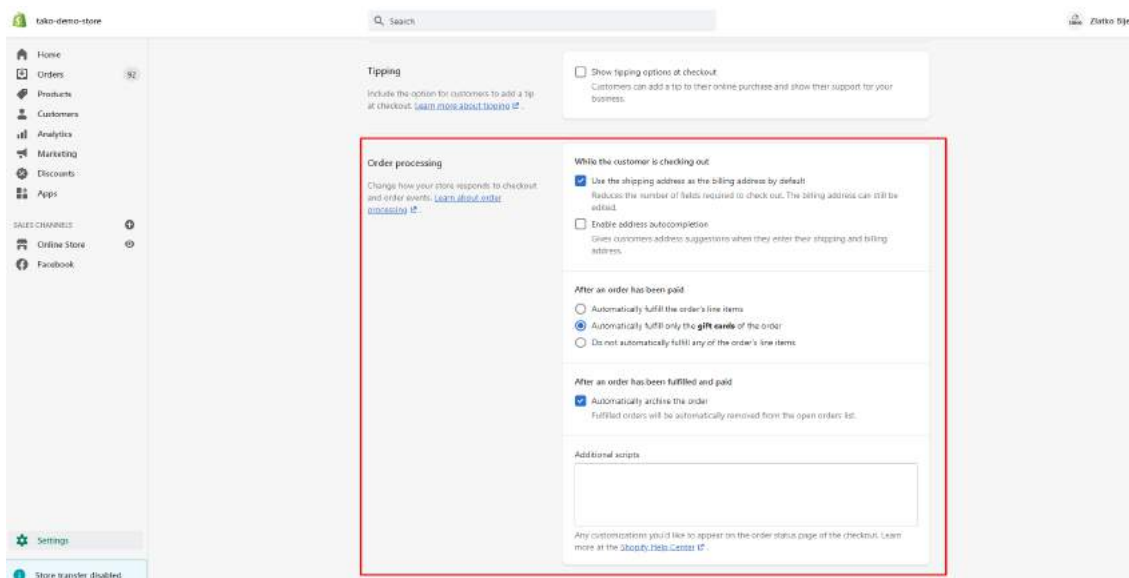 tako-demo-store
Search
Home
Orders 92
Products
Customers
Analytics
Marketing
Discounts
Apps
SALES CHANNELS
Online Store
Facebook
Settings
Store transfer disabled
Tipping
Include the option for customers to add a tip
at checkout. Learn more about tipping.
Show tipping options at checkout
Customers can add a tip to their online purchase and show their support for your
business.
Order processing
Change how your store responds to checkout
and order events. Learn about order
processing.
While the customer is checking out
Use the shipping address as the billing address by default
Reduces the number of fields required to check out. The billing address can still be
edited.
Enable address autocompletion
Gives customers address suggestions when they enter their shipping and billing
address.
After an order has been paid
Automatically fulfill the order's line items
Automatically fulfill only the gift cards of the order
Do not automatically fulfill any of the order's line items
After an order has been fulfilled and paid
Automatically archive the order
Fulfilled orders will be automatically removed from the open orders list.
Additional scripts
Any customizations you'd like to appear on the order status page of the checkout. Learn
more at the Shopify Help Center.
Zlatko